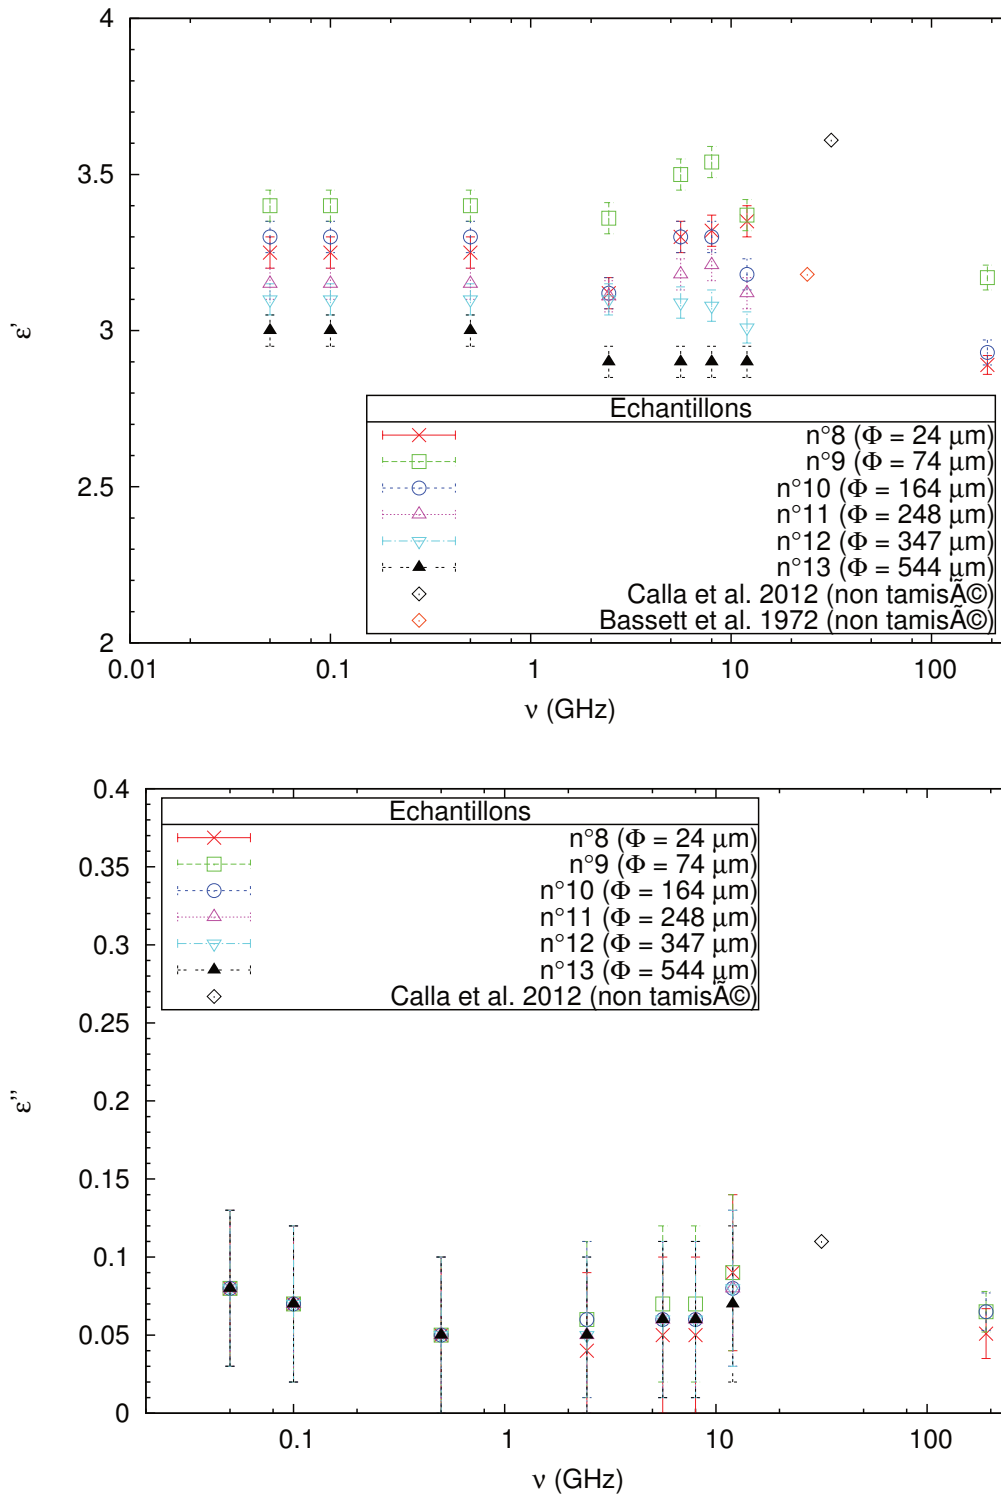 4
3.5
3
2.5
2
ε'
0.01
0.1
1
10
100
ν (GHz)
Echantillons
n°8 (Φ = 24 μm)
n°9 (Φ = 74 μm)
n°10 (Φ = 164 μm)
n°11 (Φ = 248 μm)
n°12 (Φ = 347 μm)
n°13 (Φ = 544 μm)
Calla et al. 2012 (non tamisÃ©)
Bassett et al. 1972 (non tamisÃ©)
0.4
0.35
0.3
0.25
0.2
0.15
0.1
0.05
0
ε''
Echantillons
n°8 (Φ = 24 μm)
n°9 (Φ = 74 μm)
n°10 (Φ = 164 μm)
n°11 (Φ = 248 μm)
n°12 (Φ = 347 μm)
n°13 (Φ = 544 μm)
Calla et al. 2012 (non tamisÃ©)
0.1
1
10
100
ν (GHz)